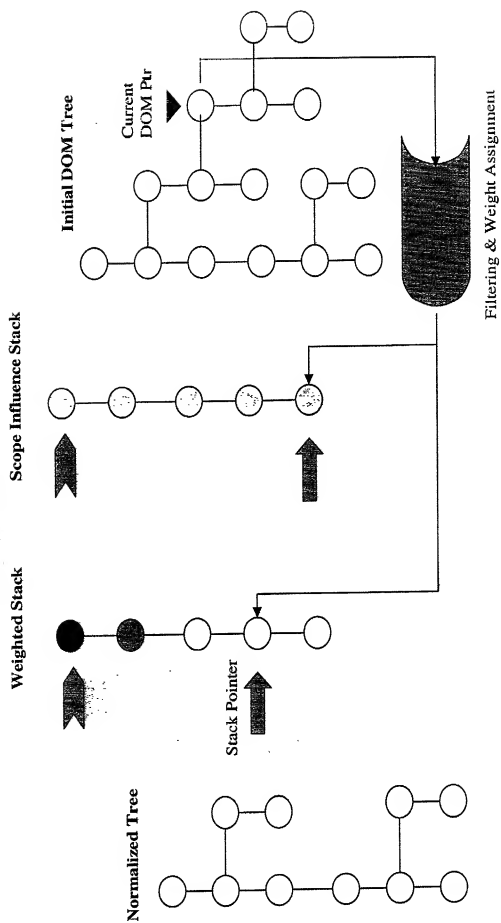 Initial DOM Tree
Current
DOM Ptr
Filtering & Weight Assignment
Scope Influence Stack
Weighted Stack
Stack Pointer
Normalized Tree